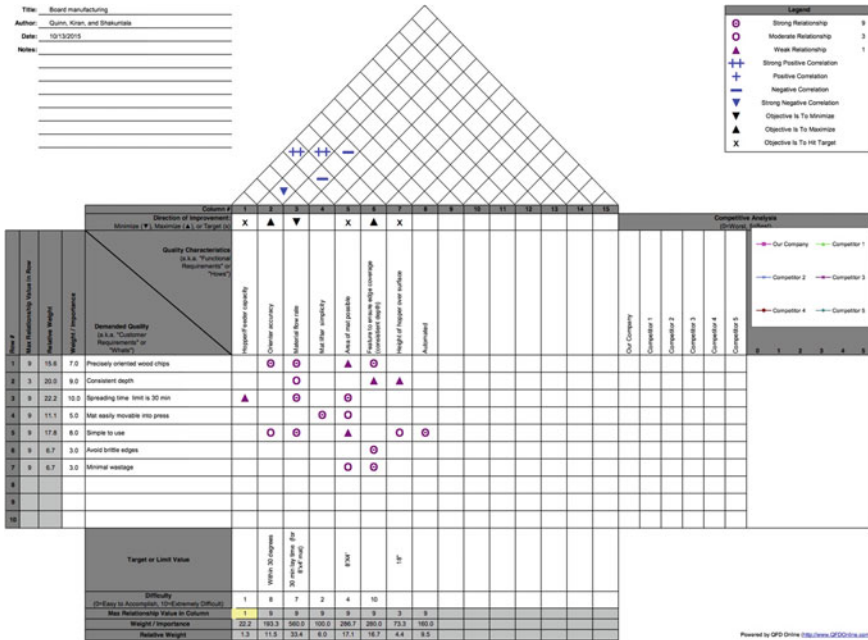 Title: Board manufacturing
Author: Quinn, Kiran, and Shakuntala
Date: 10/13/2015
Notes:
Legend
Strong Relationship 9
Moderate Relationship 3
Weak Relationship 1
Strong Positive Correlation
Positive Correlation
Negative Correlation
Strong Negative Correlation
Objective Is To Minimize
Objective Is To Maximize
X Objective Is To Hit Target
Column # 1 2 3 4 5 6 7 8 9 10 11 12 13 14 15
Direction of Improvement:
Minimize (▼), Maximize (▲), or Target (x)
x ▲ ▼ x ▲ x
Competitive Analysis
Quality Characteristics
(a.k.a. "Functional
Requirements" or
"Hows")
Demanded Quality
(a.k.a. "Customer
Requirements" or
"Whats")
Row #
Max Relationship Value in Row
Relative Weight
Weight / Importance
Hopper/Feeder capacity
Orienter accuracy
Material flow rate
Mat lifter simplicity
Area of mat possible
Feature to ensure edge coverage
(consistent depth)
Height of hopper over surface
Automated
Our Company
Competitor 1
Competitor 2
Competitor 3
Competitor 4
Competitor 5
Our Company Competitor 1
Competitor 2 Competitor 3
Competitor 4 Competitor 5
0 1 2 3 4 5
1 9 15.6 7.0 Precisely oriented wood chips
2 3 20.0 9.0 Consistent depth
3 9 22.2 10.0 Spreading time limit is 30 min
4 9 11.1 5.0 Mat easily movable into press
5 9 17.8 8.0 Simple to use
6 9 6.7 3.0 Avoid brittle edges
7 9 6.7 3.0 Minimal wastage
8
9
10
Target or Limit Value
Within 30 degrees
30 min lay time (for
8'x4' mat)
8'X4'
18"
Difficulty
(0=Easy to Accomplish, 10=Extremely Difficult)
1 8 7 2 4 10
Max Relationship Value in Column 1 9 9 9 9 9 3 9
Weight / Importance 22.2 193.3 560.0 100.0 286.7 280.0 73.3 160.0
Relative Weight 1.3 11.5 33.4 6.0 17.1 16.7 4.4 9.5
Powered by QFD Online (http://www.QFDOnline.com)